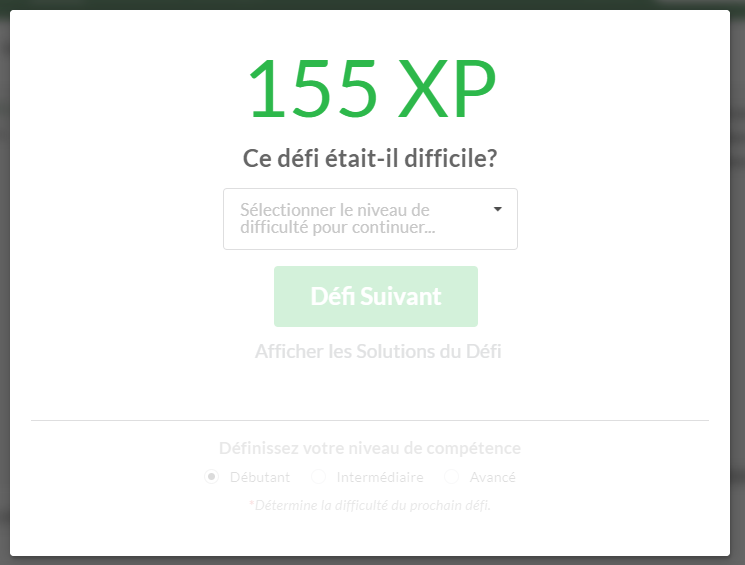 155 XP
Ce défi était-il difficile?
Sélectionner le niveau de
difficulté pour continuer...
Défi Suivant
Afficher les Solutions du Défi
Définissez votre niveau de compétence
Débutant Intermédiaire Avancé
*Détermine la difficulté du prochain défi.